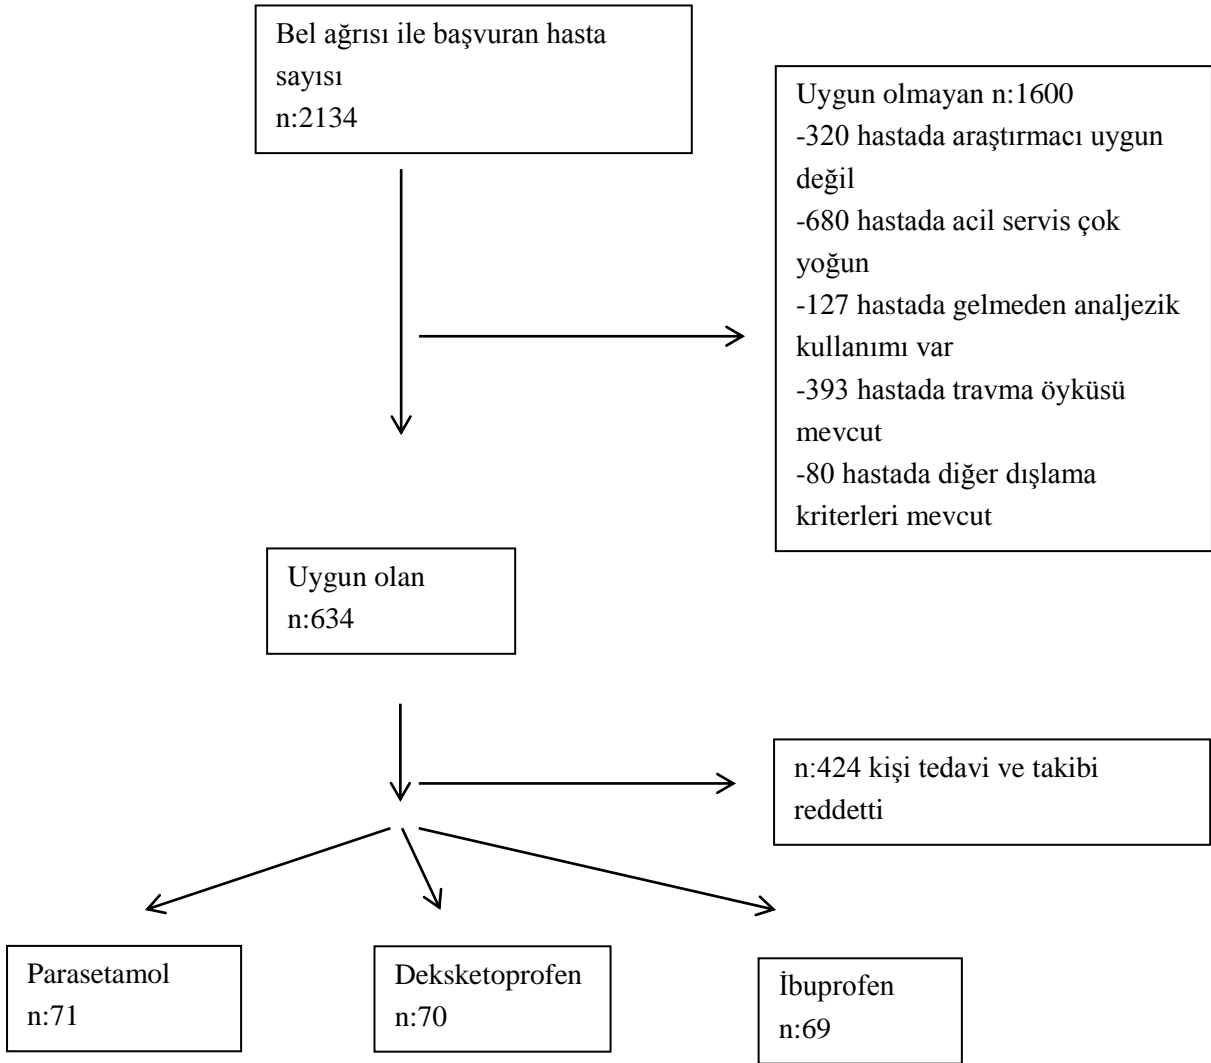 Bel ağrısı ile başvuran hasta
sayısı
n:2134
Uygun olmayan n:1600
-320 hastada araştırmacı uygun
değil
-680 hastada acil servis çok
yoğun
-127 hastada gelmeden analjezik
kullanımı var
-393 hastada travma öyküsü
mevcut
-80 hastada diğer dışlama
kriterleri mevcut
Uygun olan
n:634
n:424 kişi tedavi ve takibi
reddetti
Parasetamol
n:71
Deksketoprofen
n:70
İbuprofen
n:69